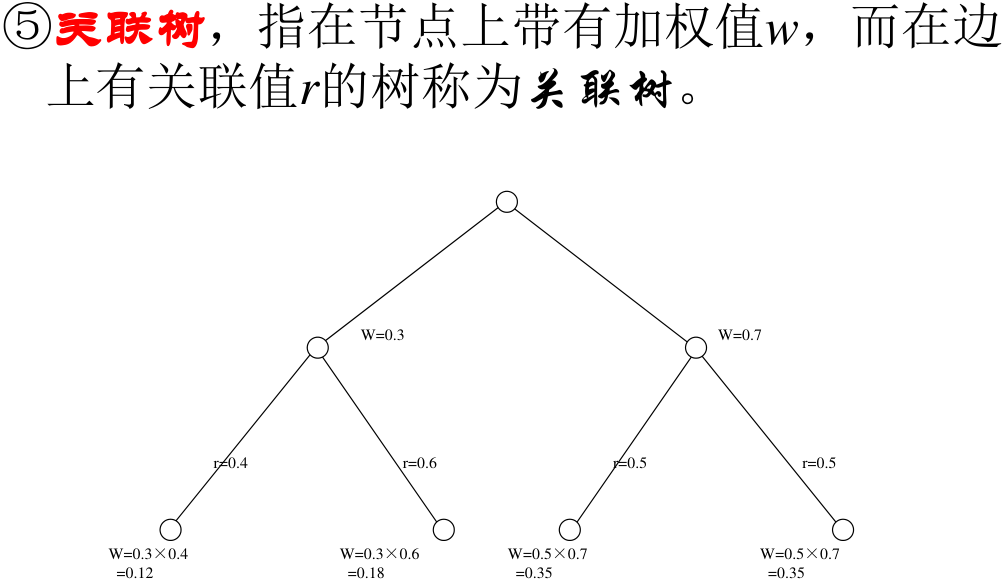 ⑤关联树，指在节点上带有加权值w，而在边
上有关联值r的树称为关联树。
W=0.3
W=0.7
r=0.4
r=0.6
r=0.5
r=0.5
W=0.3×0.4
=0.12
W=0.3×0.6
=0.18
W=0.5×0.7
=0.35
W=0.5×0.7
=0.35